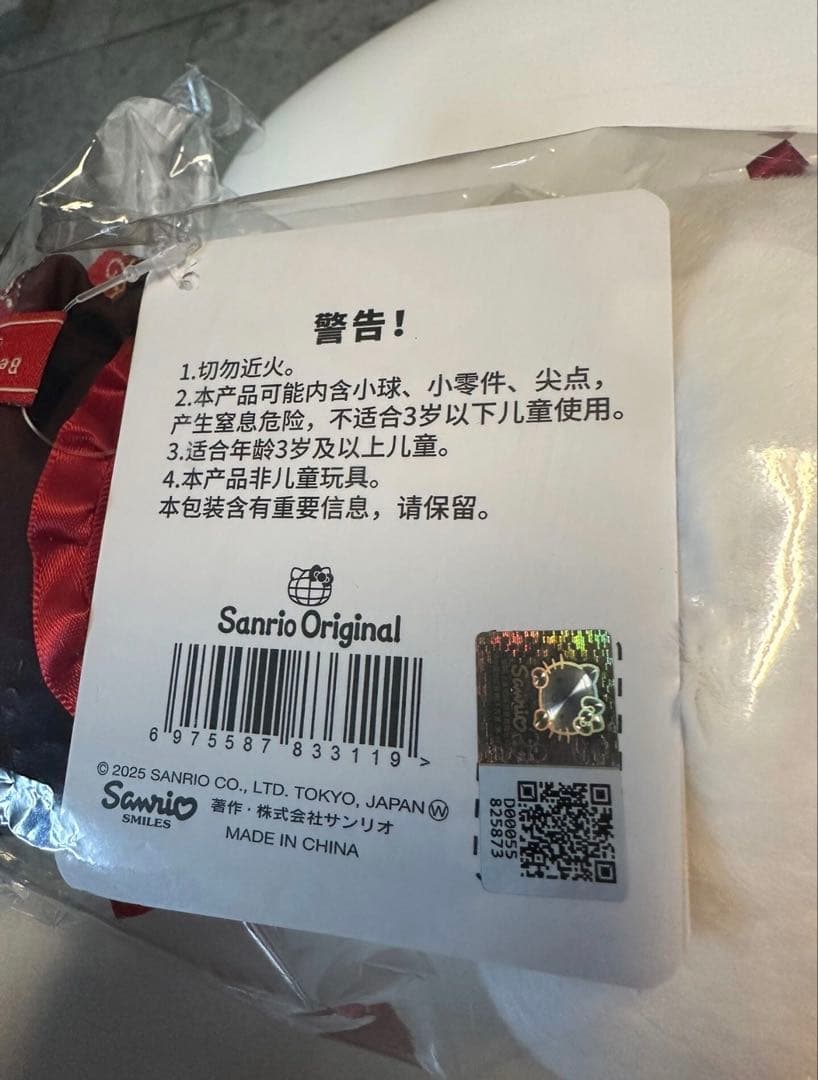 警告！
1.切勿近火。
2.本产品可能内含小球、小零件、尖点，
产生窒息危险，不适合3岁以下儿童使用。
3.适合年龄3岁及以上儿童。
4.本产品非儿童玩具。
本包装含有重要信息，请保留。
Sanrio Original
6 975587 833119 >
© 2025 SANRIO CO., LTD. TOKYO, JAPAN Ⓦ
Sanrio
SMILES
著作・株式会社サンリオ
MADE IN CHINA
Sanrio
D00055
825873
Be